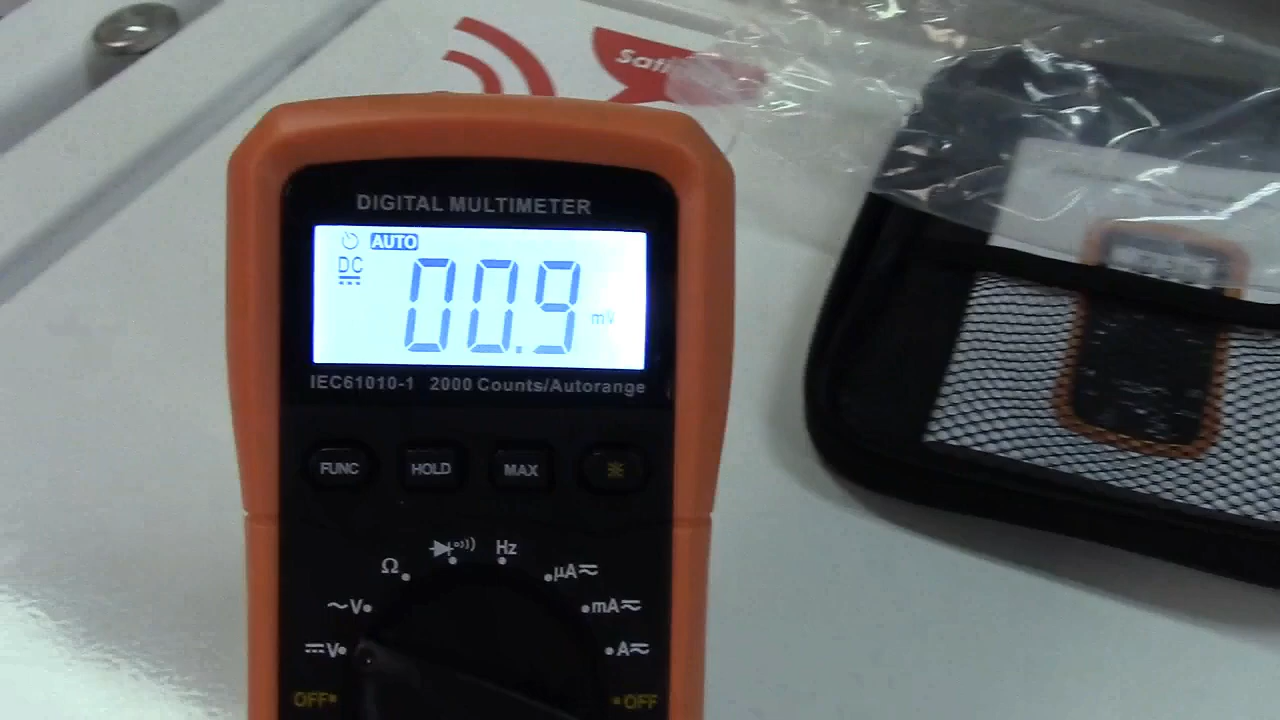 Sati
DIGITAL MULTIMETER
AUTO
DC
00.9 mV
IEC61010-1 2000 Counts/Autorange
FUNC HOLD MAX
Hz
Ω
µA
~V
mA
V
A
OFF
OFF